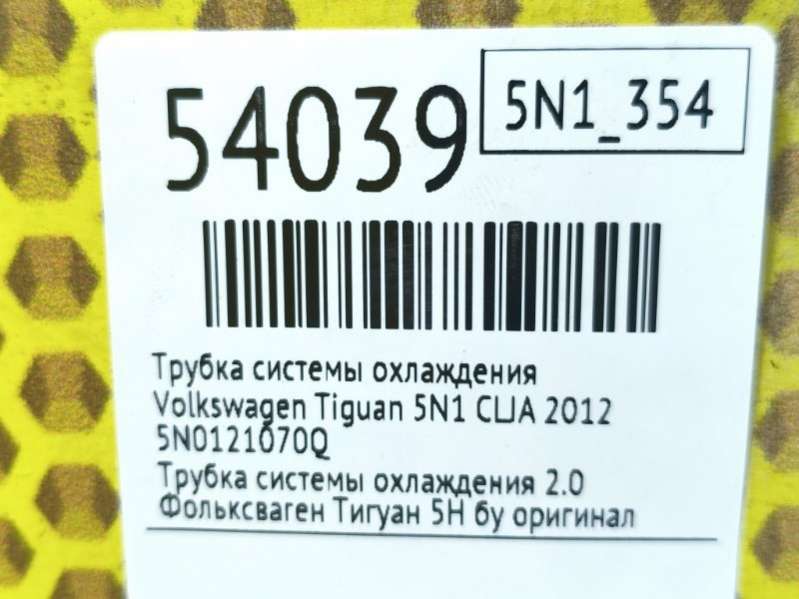 54039
5N1_354
Трубка системы охлаждения
Volkswagen Tiguan 5N1 США 2012
5N0121070Q
Трубка системы охлаждения 2.0
Фольксваген Тигуан 5Н бу оригинал